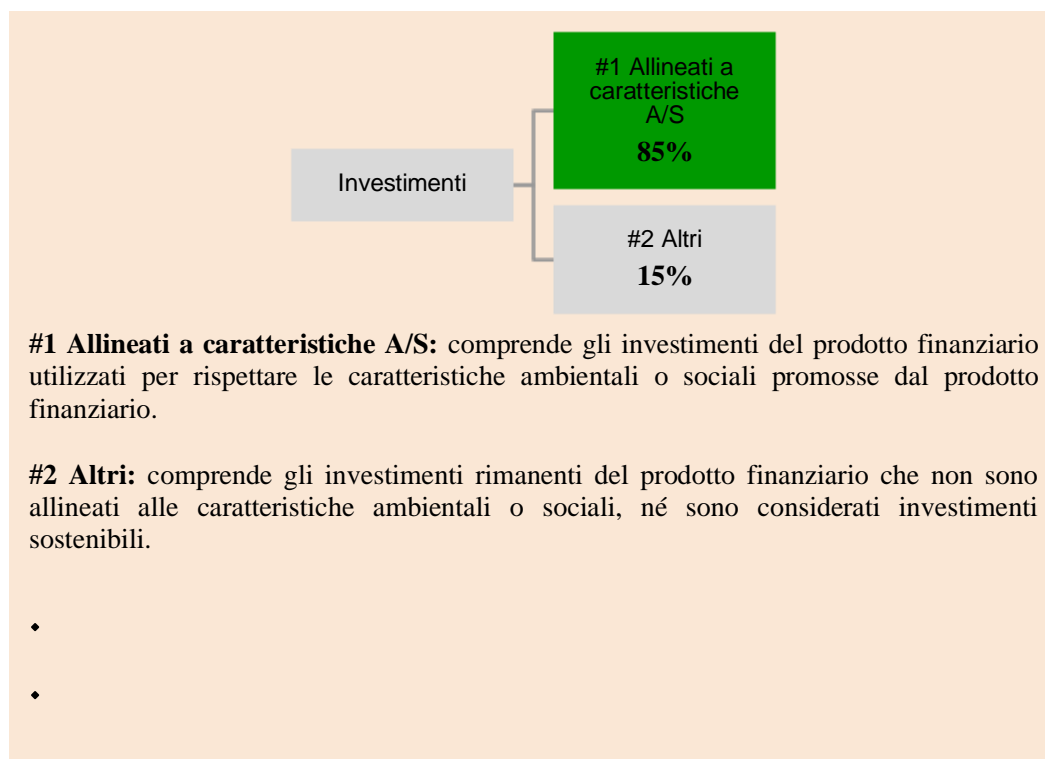 #1 Allineati a
caratteristiche
A/S
85%
Investimenti
#2 Altri
15%
#1 Allineati a caratteristiche A/S: comprende gli investimenti del prodotto finanziario
utilizzati per rispettare le caratteristiche ambientali o sociali promosse dal prodotto
finanziario.
#2 Altri: comprende gli investimenti rimanenti del prodotto finanziario che non sono
allineati alle caratteristiche ambientali o sociali, né sono considerati investimenti
sostenibili.